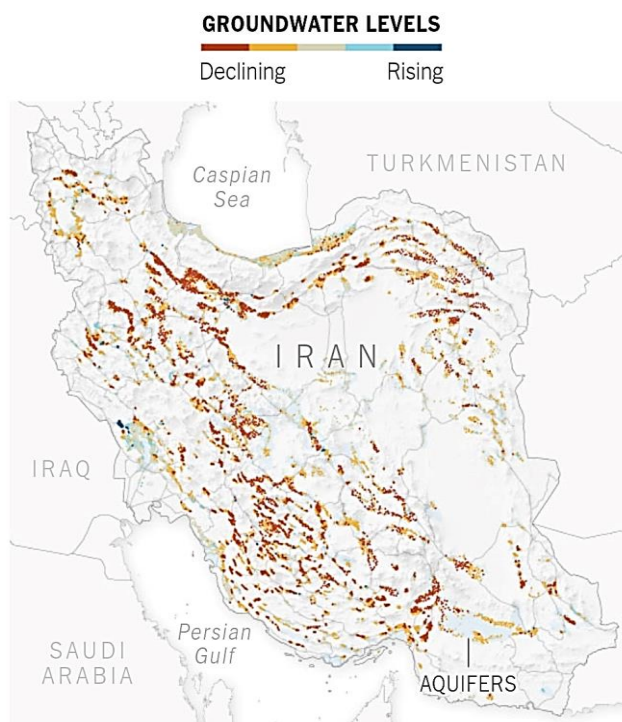 GROUNDWATER LEVELS
Declining
Rising
Caspian
Sea
TURKMENISTAN
IRAN
IRAQ
Persian
Gulf
SAUDI
ARABIA
AQUIFERS